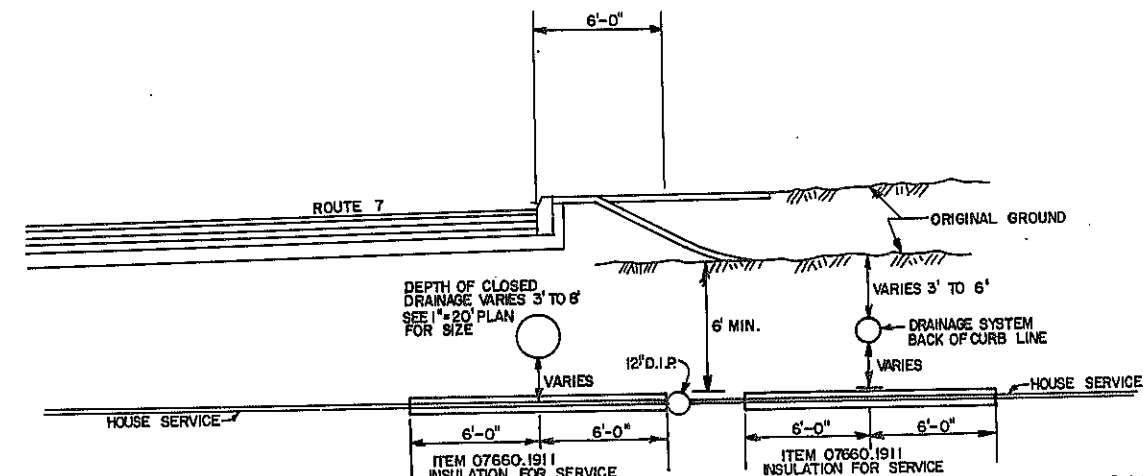 6'-0"
ROUTE 7
ORIGINAL GROUND
DEPTH OF CLOSED
DRAINAGE VARIES 3' TO 8'
SEE 1"=20' PLAN
FOR SIZE
VARIES 3' TO 6'
6' MIN.
DRAINAGE SYSTEM
BACK OF CURB LINE
12" D.I.P.
VARIES
VARIES
HOUSE SERVICE
HOUSE SERVICE
6'-0"
6'-0"
6'-0"
6'-0"
ITEM 07660.1911
INSULATION FOR SERVICE
ITEM 07660.1911
INSULATION FOR SERVICE